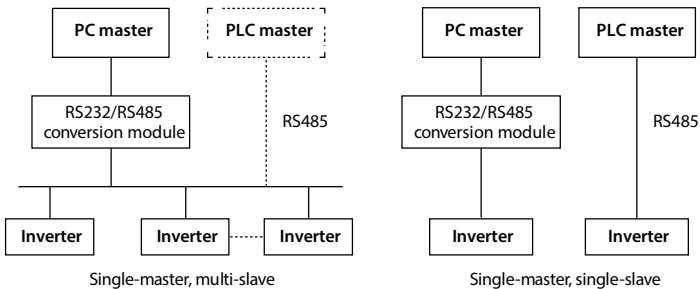 PC master
PLC master
RS232/RS485
conversion module
RS485
Inverter
Inverter
Inverter
Single-master, multi-slave
PC master
PLC master
RS232/RS485
conversion module
RS485
Inverter
Inverter
Single-master, single-slave